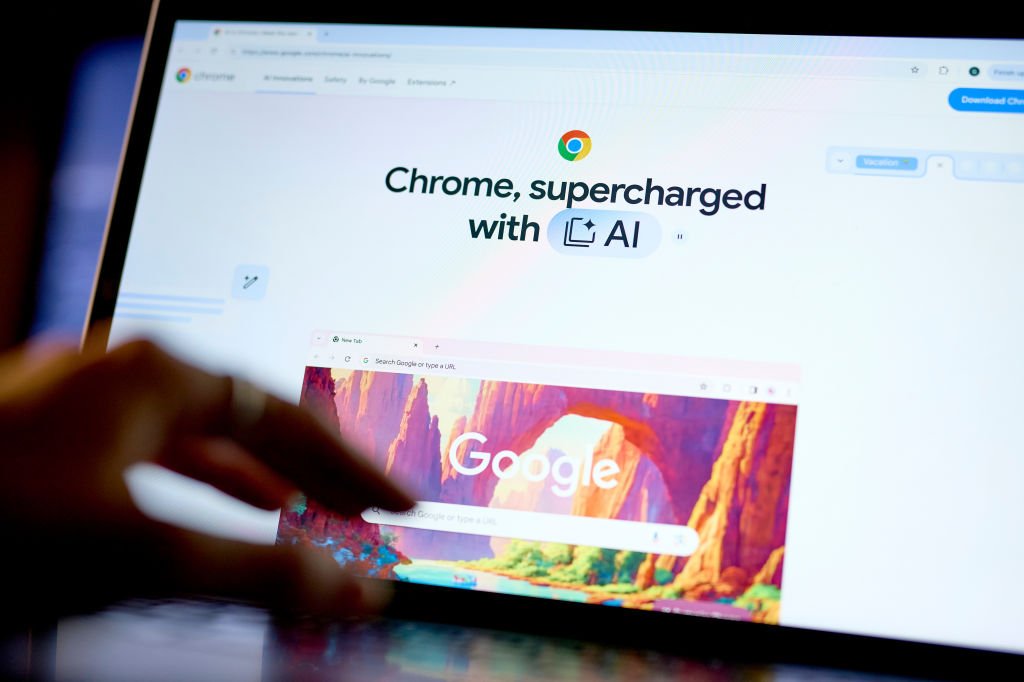 https://www.google.com/chrome/ai-innovations/
Finish up
chrome
AI Innovations Safety By Google Extensions
Download Chr
Vacation
Chrome, supercharged
with AI
New Tab
Search Google or type a URL
Google
Search Google or type a URL